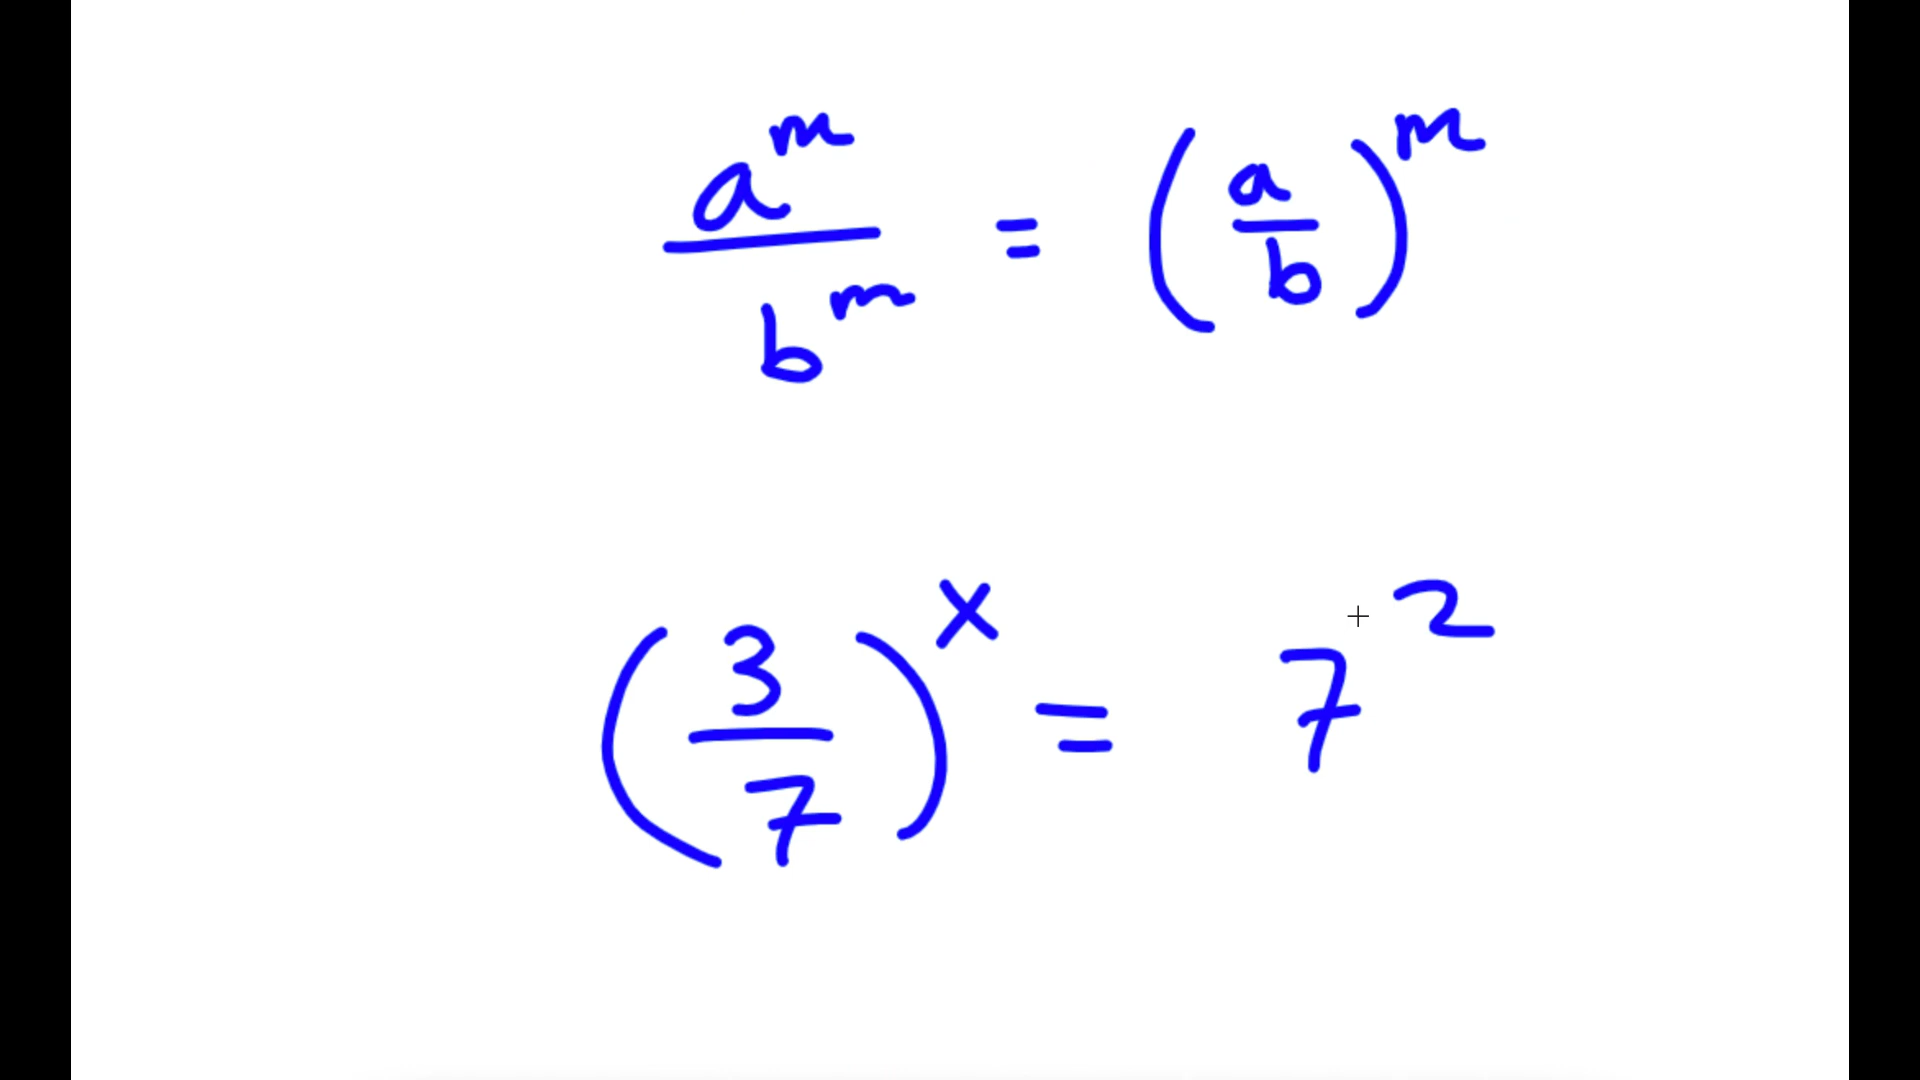 a^m / b^m = (a/b)^m
(3/7)^x = 7^2